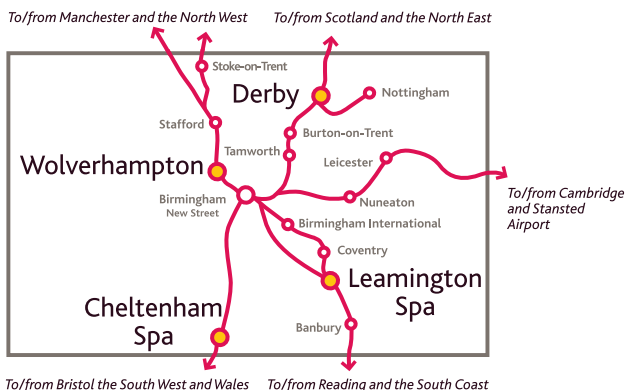 To/from Manchester and the North West
To/from Scotland and the North East
Stoke-on-Trent
Derby
Nottingham
Stafford
Burton-on-Trent
Tamworth
Leicester
Wolverhampton
Birmingham
New Street
Nuneaton
To/from Cambridge
and Stansted
Airport
Birmingham International
Coventry
Leamington
Spa
Cheltenham
Spa
Banbury
To/from Bristol the South West and Wales
To/from Reading and the South Coast